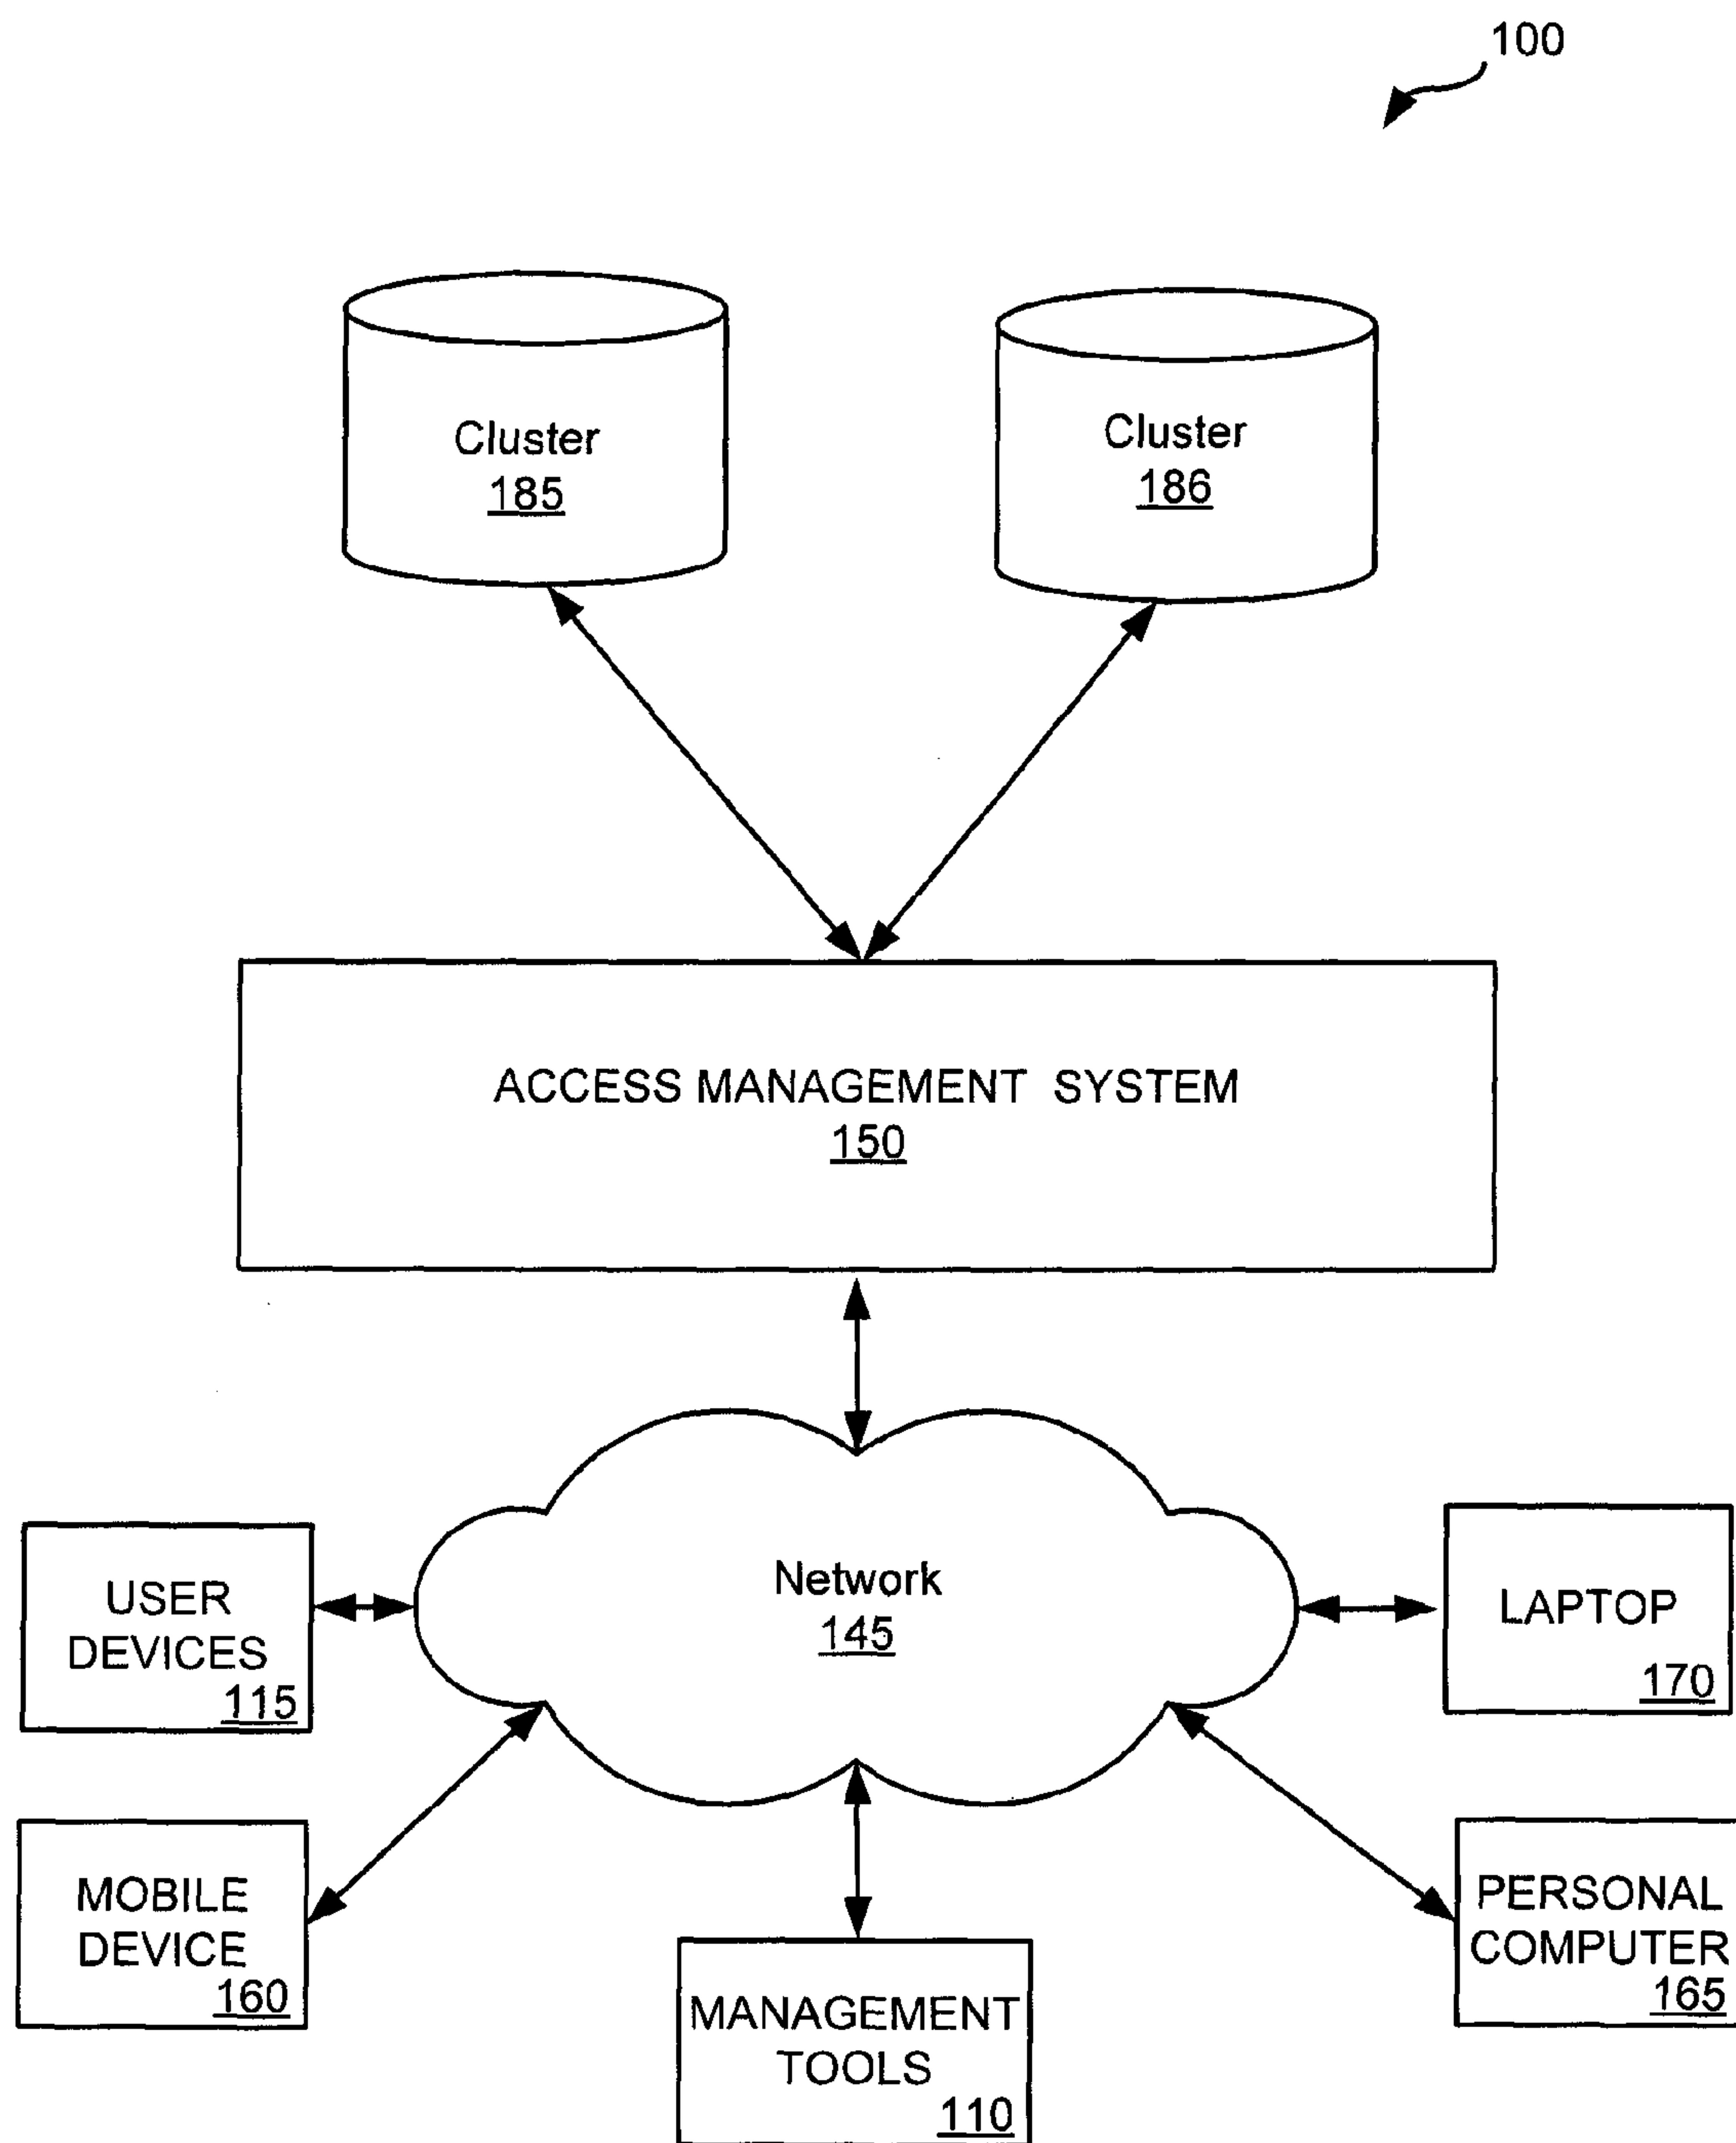 100
Cluster
185
Cluster
186
ACCESS MANAGEMENT SYSTEM
150
Network
145
USER
DEVICES
115
LAPTOP
170
MOBILE
DEVICE
160
PERSONAL
COMPUTER
165
MANAGEMENT
TOOLS
110